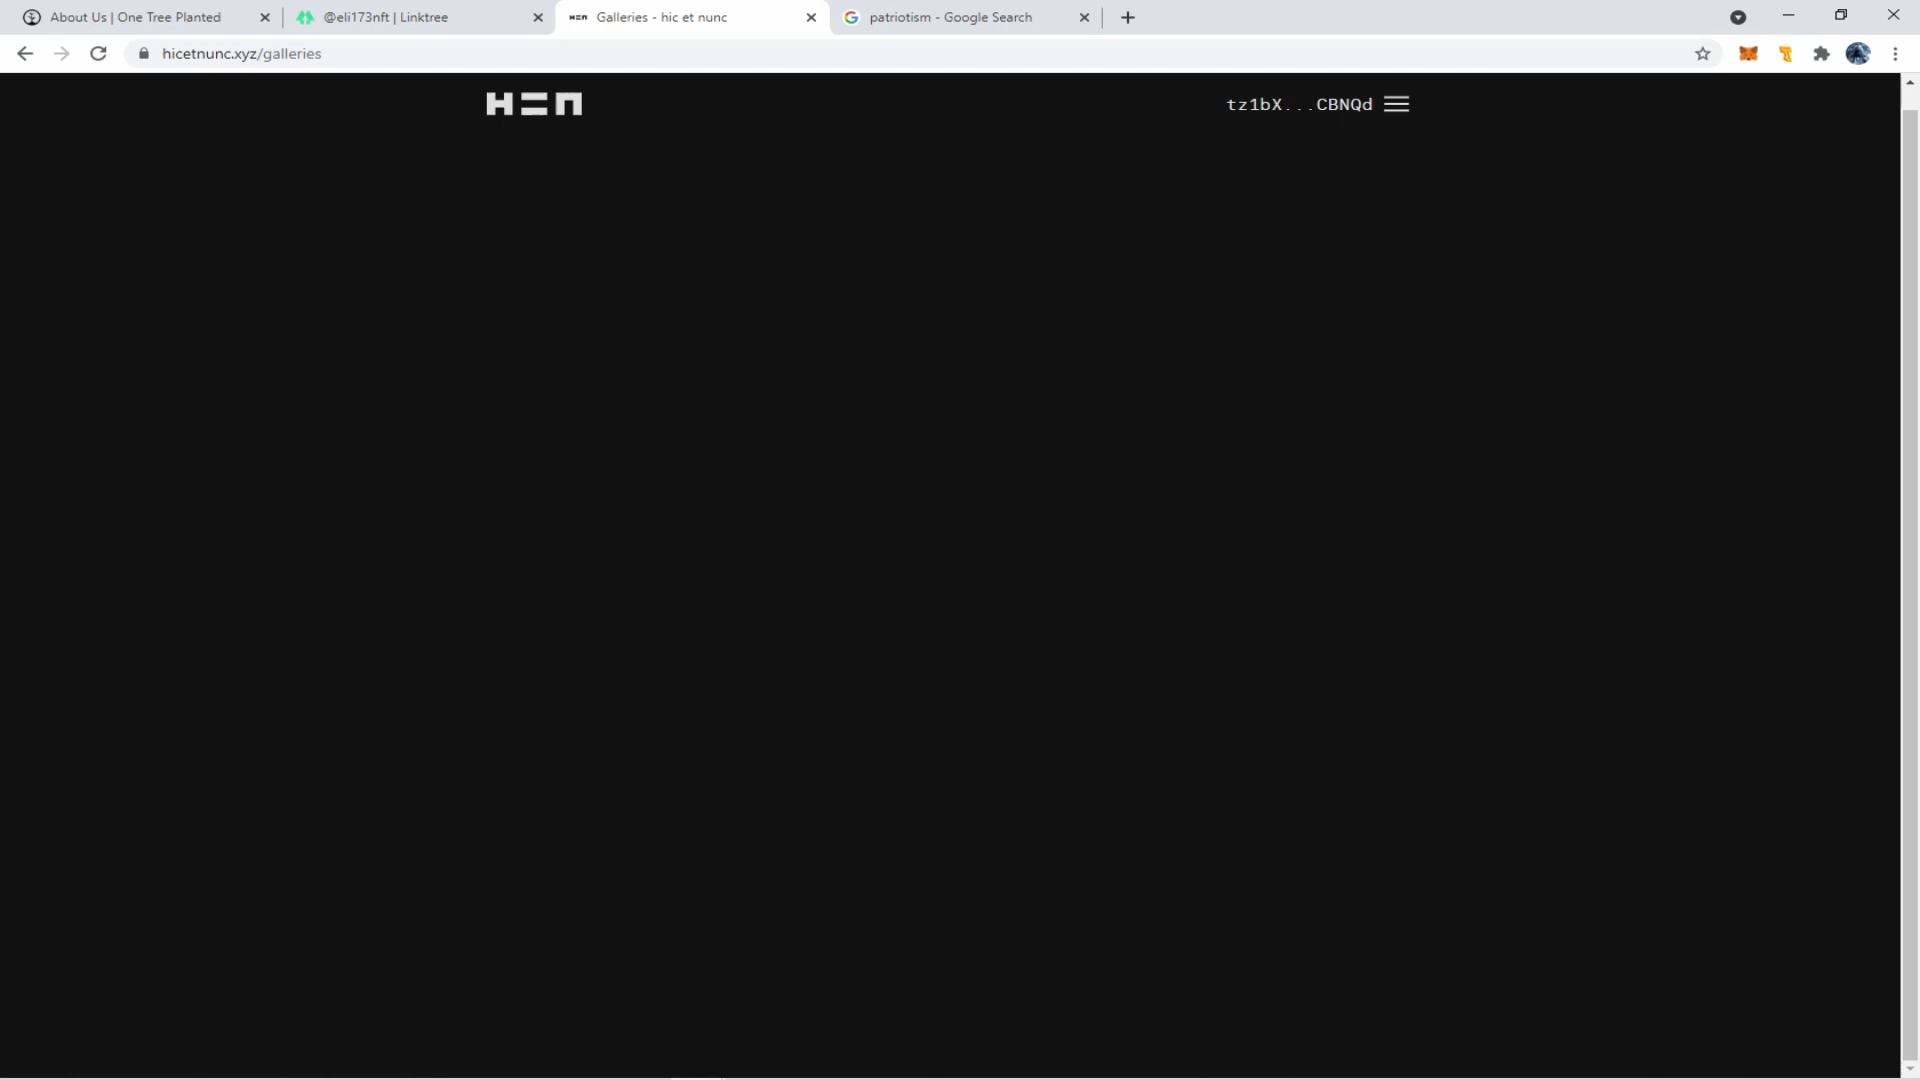 About Us | One Tree Planted
@eli173nft | Linktree
H=n Galleries - hic et nunc
patriotism - Google Search
hicetnunc.xyz/galleries
H=n
tz1bX...CBNQd